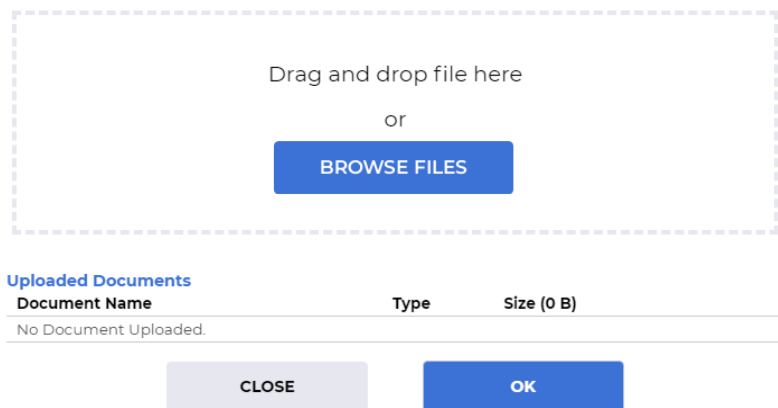 Drag and drop file here
or
BROWSE FILES
Uploaded Documents
Document Name Type Size (0 B)
No Document Uploaded.
CLOSE OK